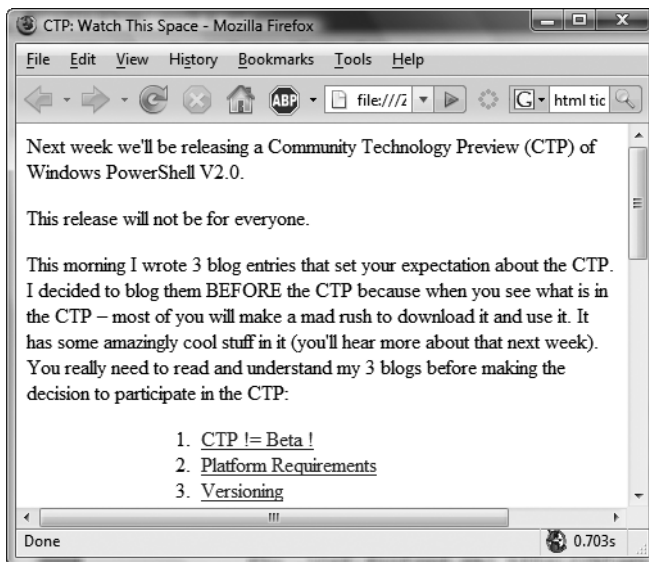 CTP: Watch This Space - Mozilla Firefox
File Edit View History Bookmarks Tools Help
ABP file:///Z G html tic
Next week we'll be releasing a Community Technology Preview (CTP) of
Windows PowerShell V2.0.
This release will not be for everyone.
This morning I wrote 3 blog entries that set your expectation about the CTP.
I decided to blog them BEFORE the CTP because when you see what is in
the CTP – most of you will make a mad rush to download it and use it. It
has some amazingly cool stuff in it (you'll hear more about that next week).
You really need to read and understand my 3 blogs before making the
decision to participate in the CTP:
1. CTP != Beta !
2. Platform Requirements
3. Versioning
Done 0.703s